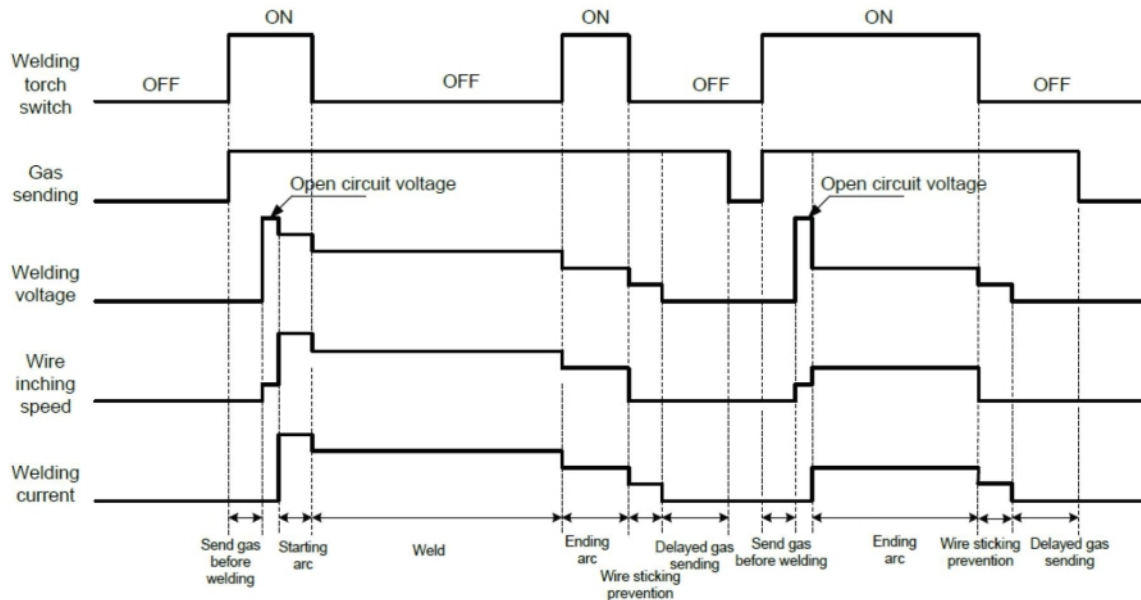 ON
ON
ON
Welding
torch
switch
OFF
OFF
OFF
OFF
Gas
sending
Open circuit voltage
Open circuit voltage
Welding
voltage
Wire
inching
speed
Welding
current
Send gas
before
welding
Starting
arc
Weld
Ending
arc
Wire sticking
prevention
Delayed gas
sending
Send gas
before welding
Ending
arc
Wire sticking
prevention
Delayed gas
sending